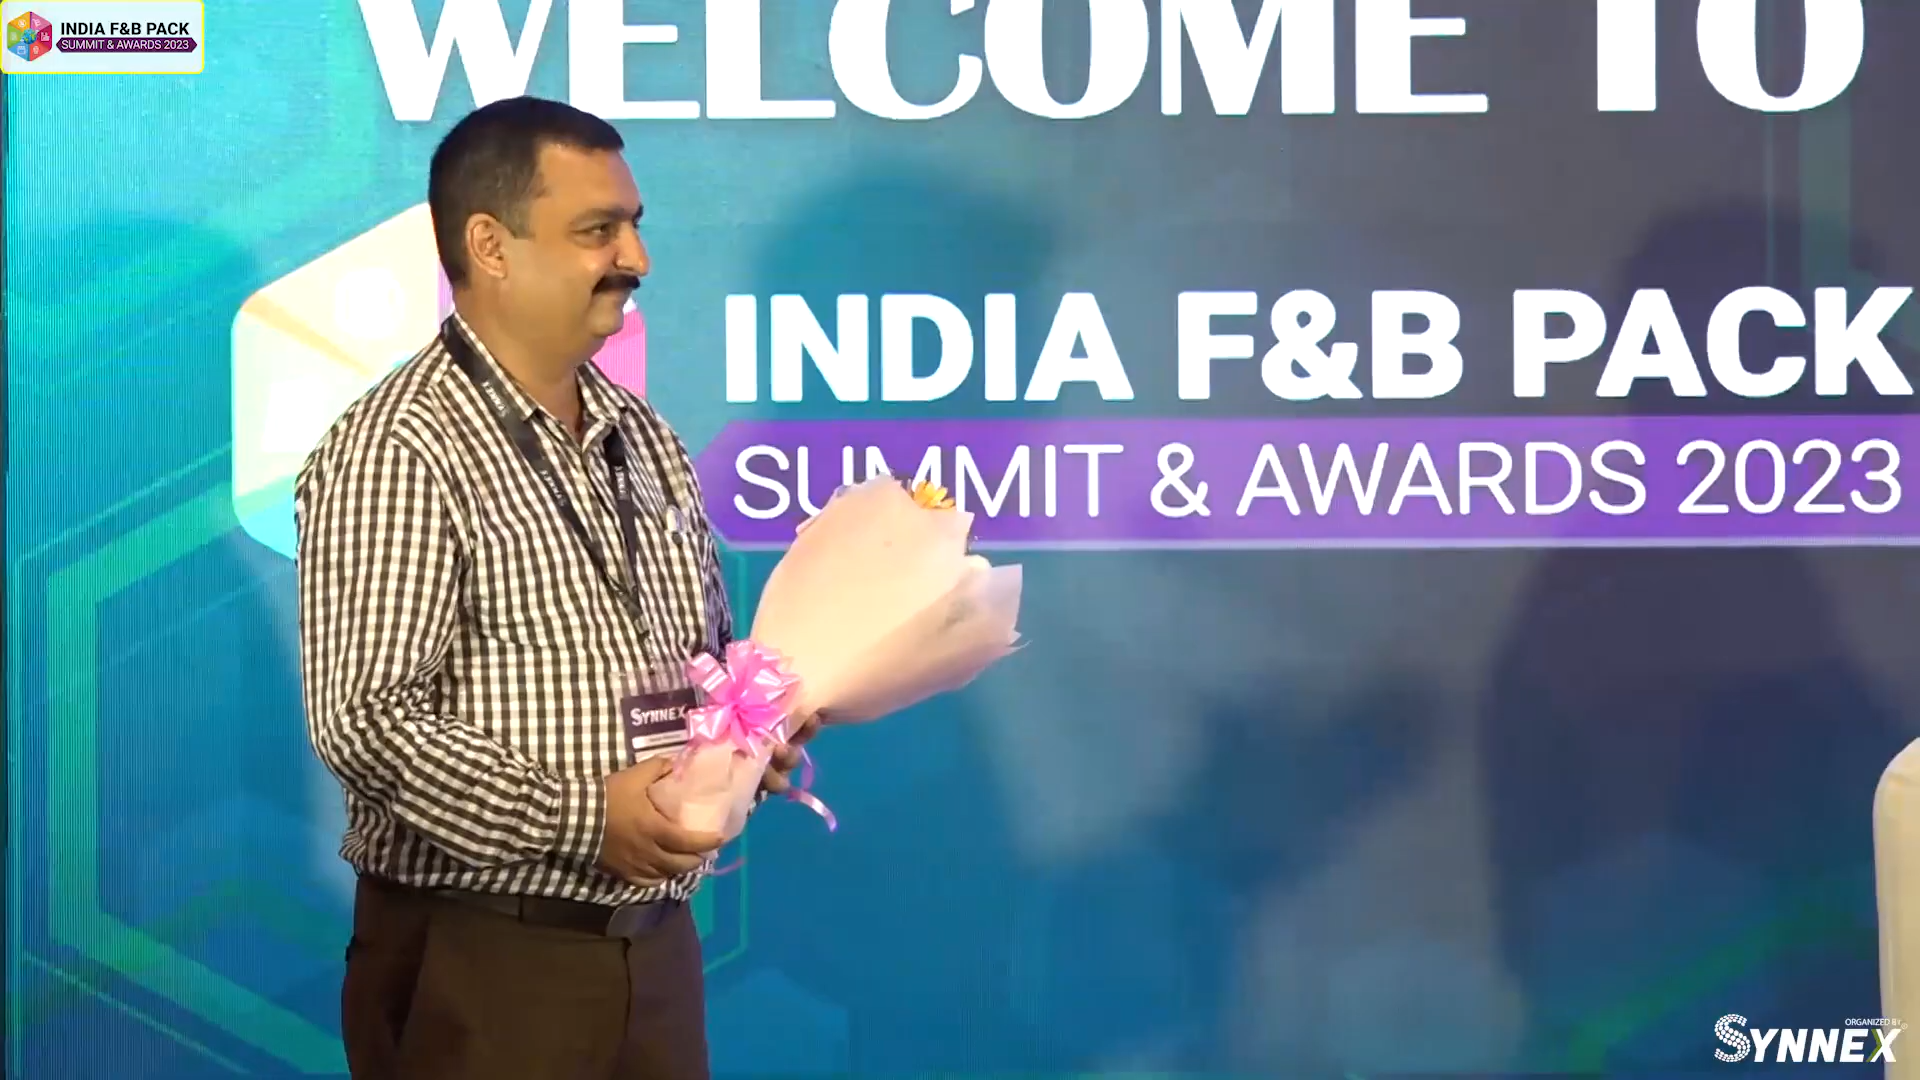 INDIA F&B PACK
SUMMIT & AWARDS 2023
WELCOME TO
INDIA F&B PACK
SUMMIT & AWARDS 2023
SYNNEX
ORGANIZED BY
SYNNEX